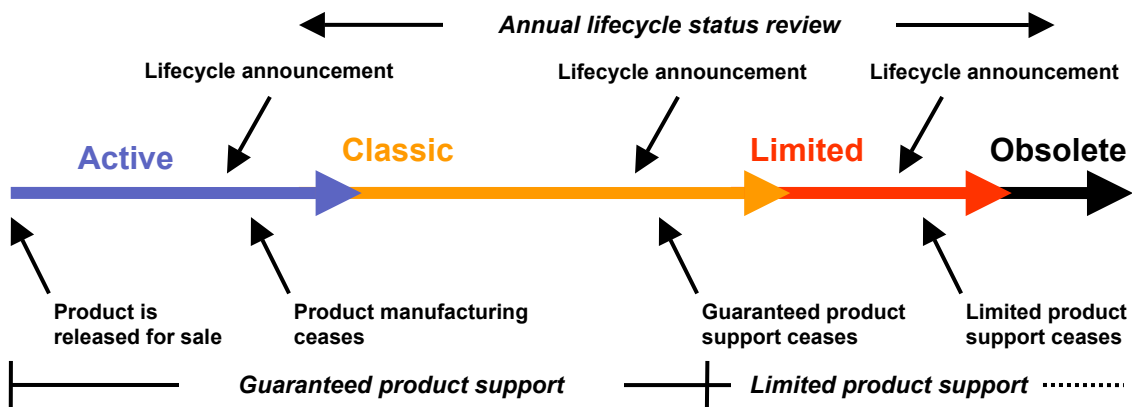 Annual lifecycle status review
Lifecycle announcement
Lifecycle announcement
Lifecycle announcement
Active
Classic
Limited
Obsolete
Product is
released for sale
Product manufacturing
ceases
Guaranteed product
support ceases
Limited product
support ceases
Guaranteed product support
Limited product support